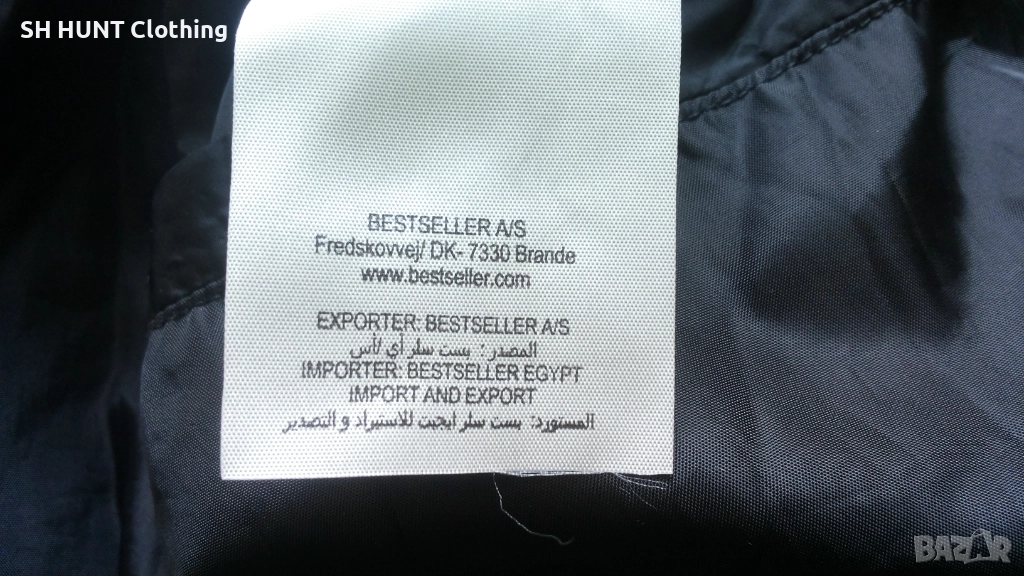 SH HUNT Clothing
BESTSELLER A/S
Fredskovvej/ DK- 7330 Brande
www.bestseller.com
EXPORTER: BESTSELLER A/S
المصدر: بست سلر أي /أس
IMPORTER: BESTSELLER EGYPT
IMPORT AND EXPORT
المستورد: بست سلر ايجبت للاستيراد و التصدير
BAZAR